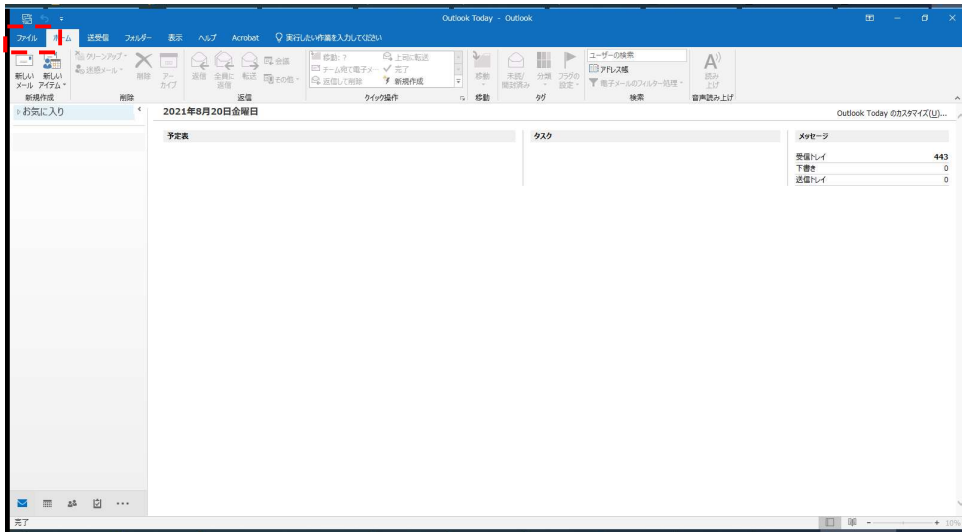 Outlook Today - Outlook
ファイル ホーム 送受信 フォルダー 表示 ヘルプ Acrobat 実行したい作業を入力してください
新しいメール
新しいアイテム
新規作成
クリーンアップ
迷惑メール
削除
アーカイブ
削除
返信
全員に返信
転送
会議
その他
返信
移動: ?
チーム宛て電子メー
返信して削除
上司に転送
完了
新規作成
クイック操作
移動
移動
未読/開封済み
分類
フラグの設定
タグ
ユーザーの検索
アドレス帳
電子メールのフィルター処理
検索
A
読み上げ
音声読み上げ
お気に入り
2021年8月20日金曜日
Outlook Today のカスタマイズ(U)...
予定表
タスク
メッセージ
受信トレイ 443
下書き 0
送信トレイ 0
完了
10%